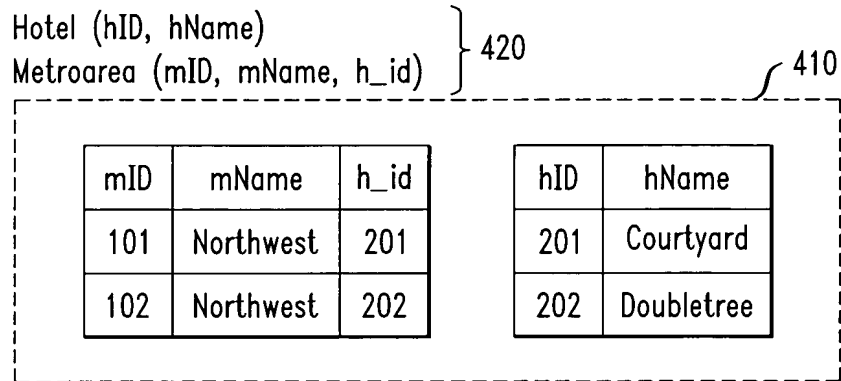 Hotel (hID, hName)
Metroarea (mID, mName, h_id)
420
410
mID mName h_id
101 Northwest 201
102 Northwest 202
hID hName
201 Courtyard
202 Doubletree